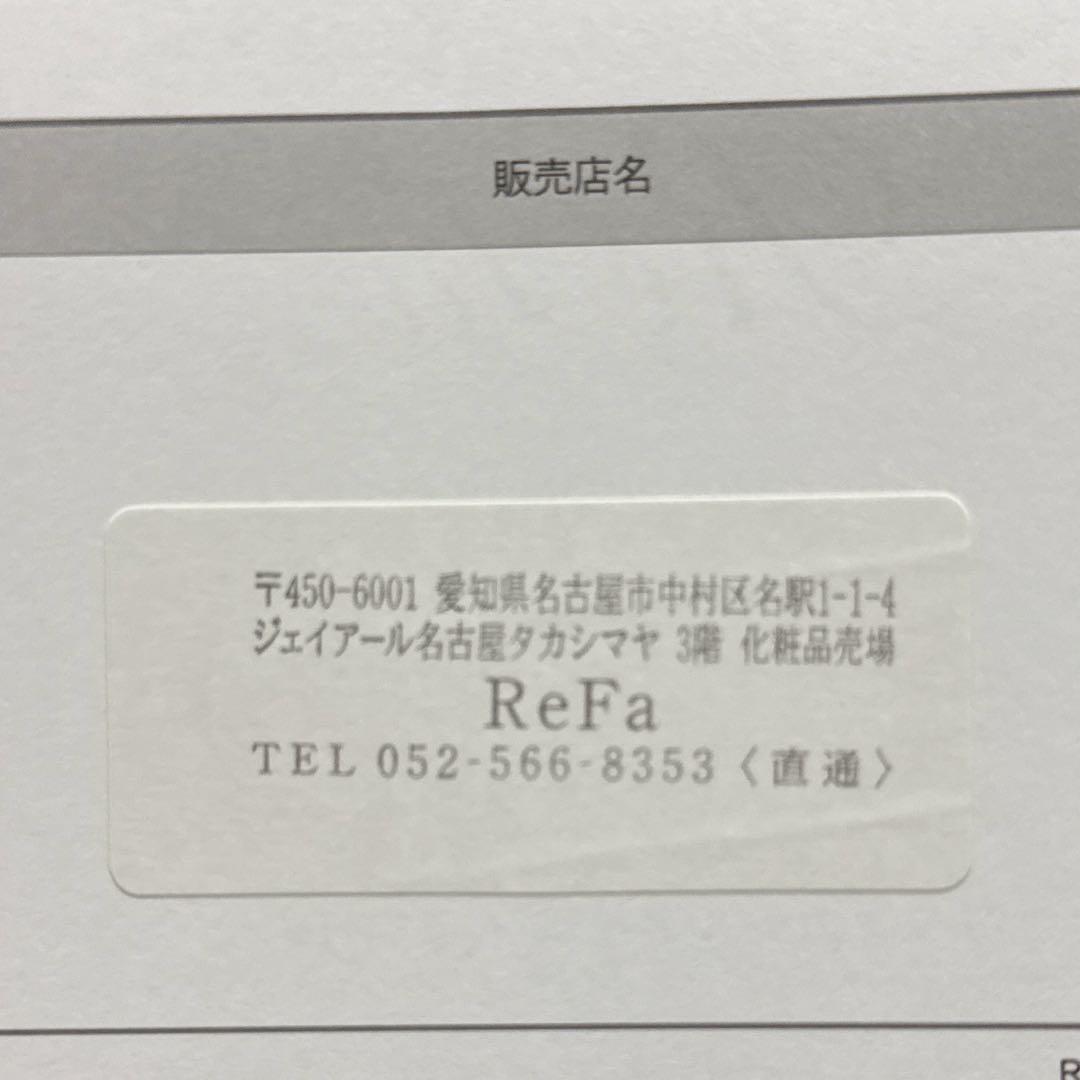 販売店名
〒450-6001 愛知県名古屋市中村区名駅1-1-4
ジェイアール名古屋タカシマヤ 3階 化粧品売場
ReFa
TEL 052-566-8353〈直通〉
R